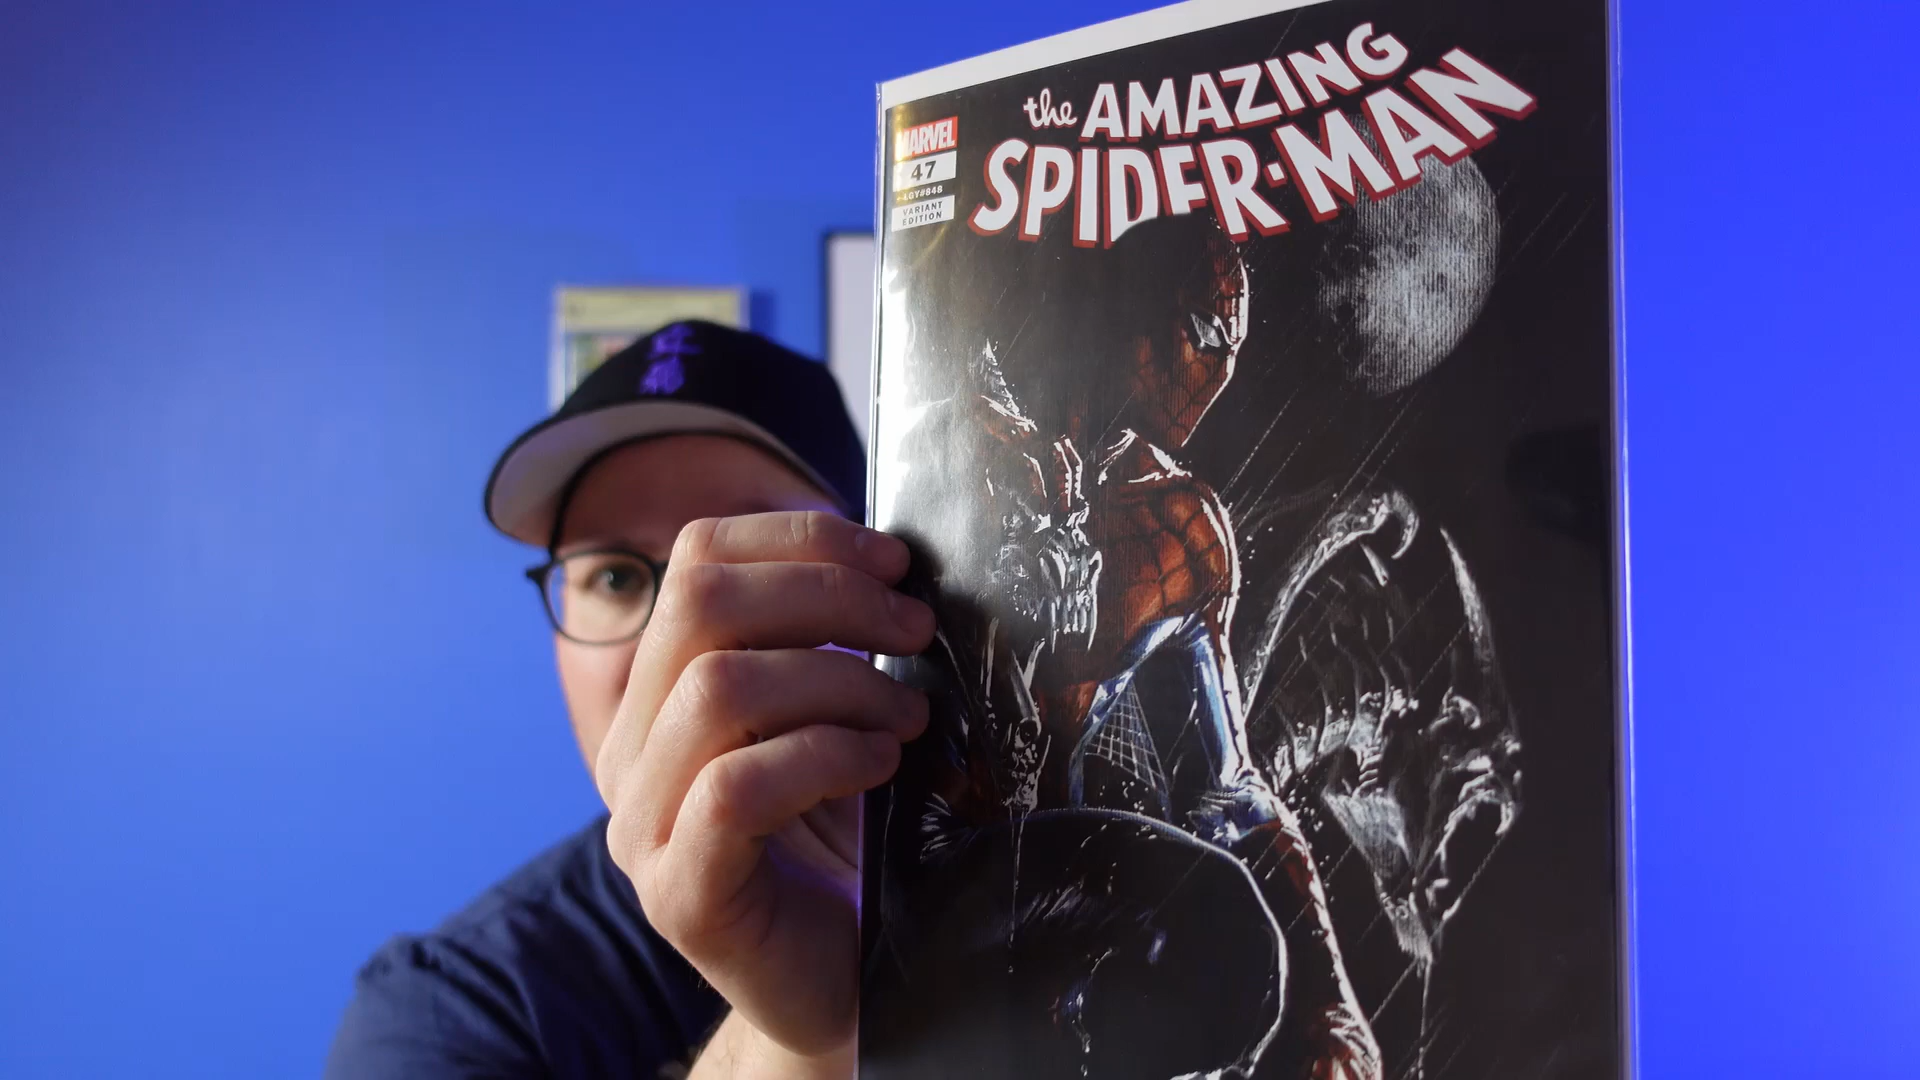 the AMAZING
SPIDER-MAN
MARVEL
47
LGY#848
VARIANT
EDITION